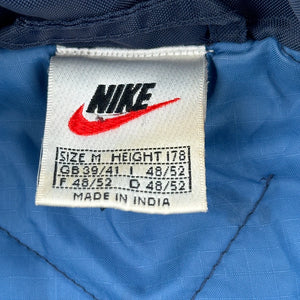 NIKE
SIZE M HEIGHT 178
GB 39/41 I 48/52
F 48/52 D 48/52
MADE IN INDIA